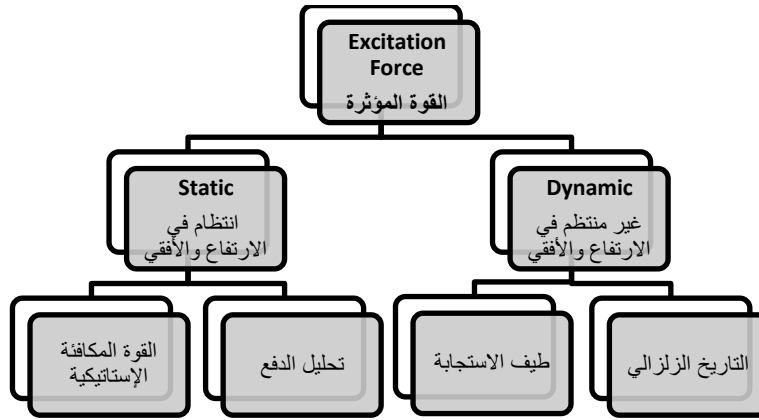 Excitation
Force
القوة المؤثرة
Static
انتظام في
الارتفاع والأفقي
Dynamic
غير منتظم في
الارتفاع والأفقي
القوة المكافئة
الإستاتيكية
تحليل الدفع
طيف الاستجابة
التاريخ الزلزالي